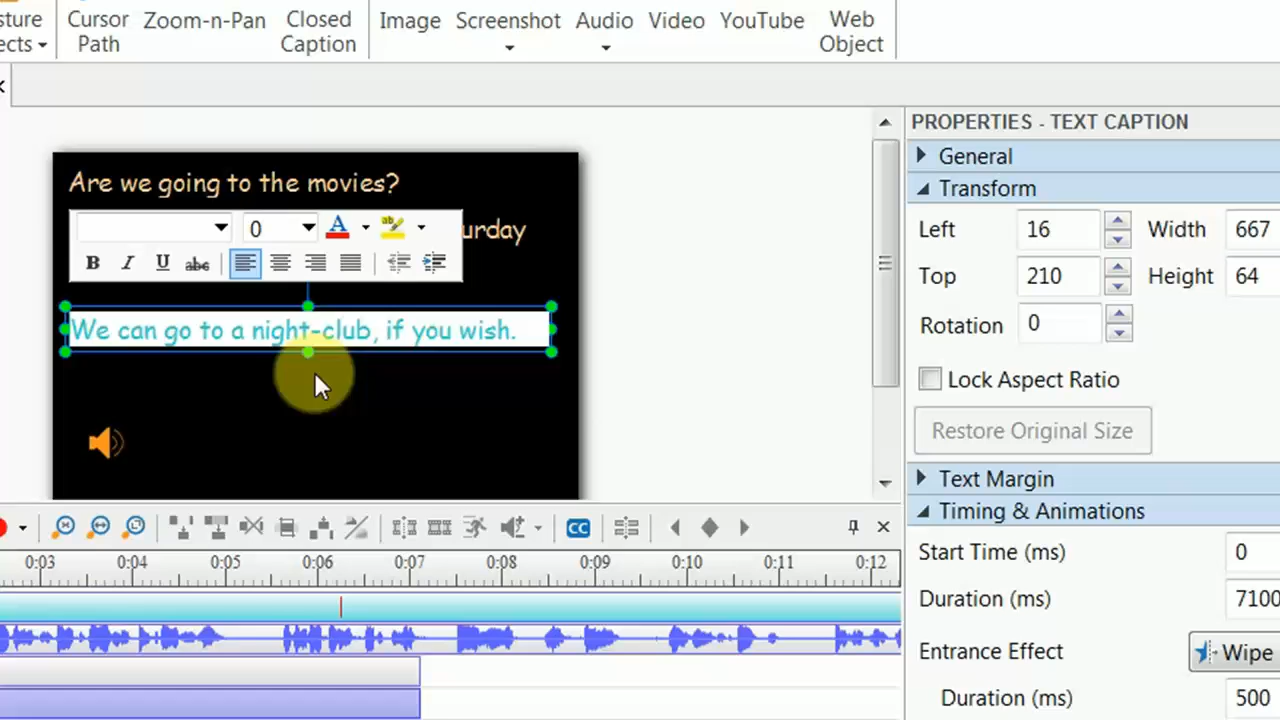 Cursor Path
Zoom-n-Pan
Closed Caption
Image
Screenshot
Audio
Video
YouTube
Web Object
PROPERTIES - TEXT CAPTION
General
Transform
Left 16 Width 667
Top 210 Height 64
Rotation 0
Lock Aspect Ratio
Restore Original Size
Text Margin
Timing & Animations
Start Time (ms) 0
Duration (ms) 7100
Entrance Effect Wipe
Duration (ms) 500
Are we going to the movies?
0 A ab
B I U abc
We can go to a night-club, if you wish.
CC
0:03 0:04 0:05 0:06 0:07 0:08 0:09 0:10 0:11 0:12